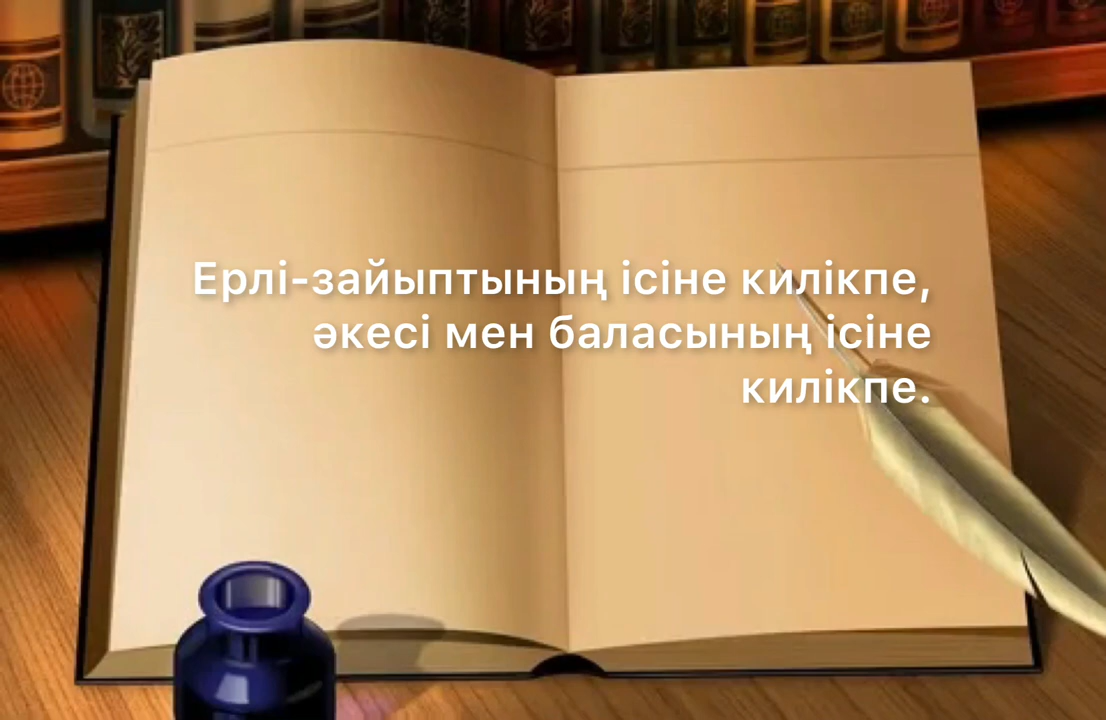 Ерлі-зайыптының ісіне килікпе,
әкесі мен баласының ісіне
килікпе.